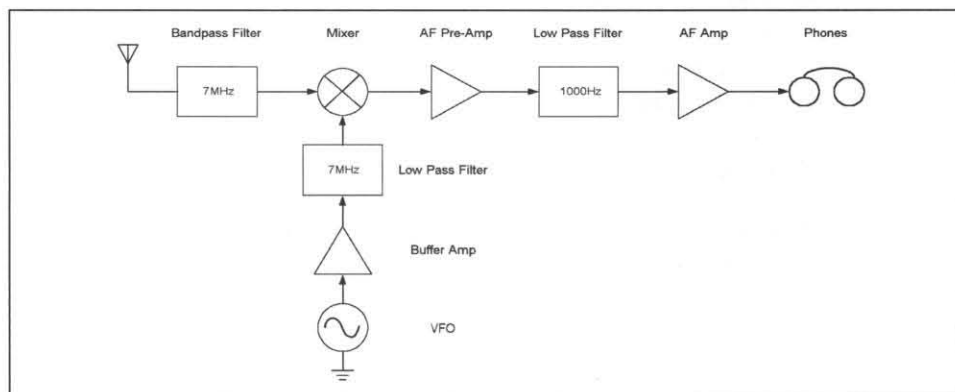 Bandpass Filter Mixer AF Pre-Amp Low Pass Filter AF Amp Phones
7MHz 1000Hz
7MHz Low Pass Filter
Buffer Amp
VFO